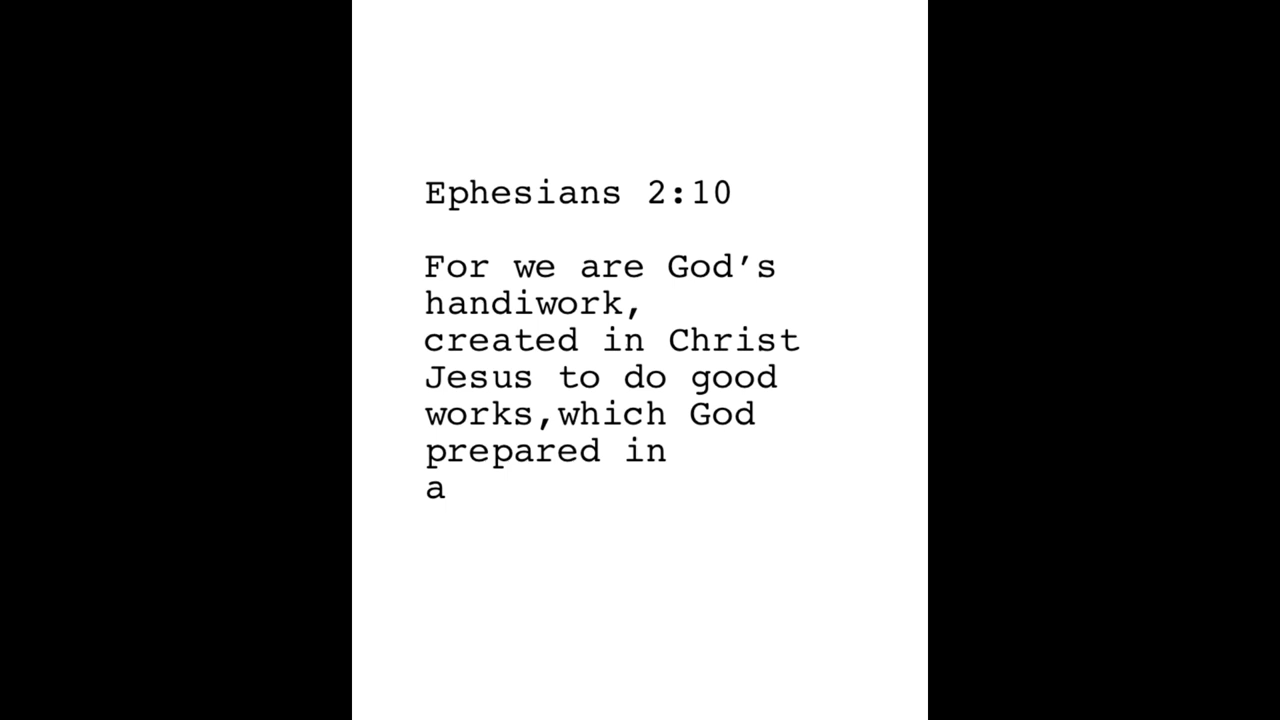 Ephesians 2:10
For we are God’s
handiwork,
created in Christ
Jesus to do good
works,which God
prepared in
a